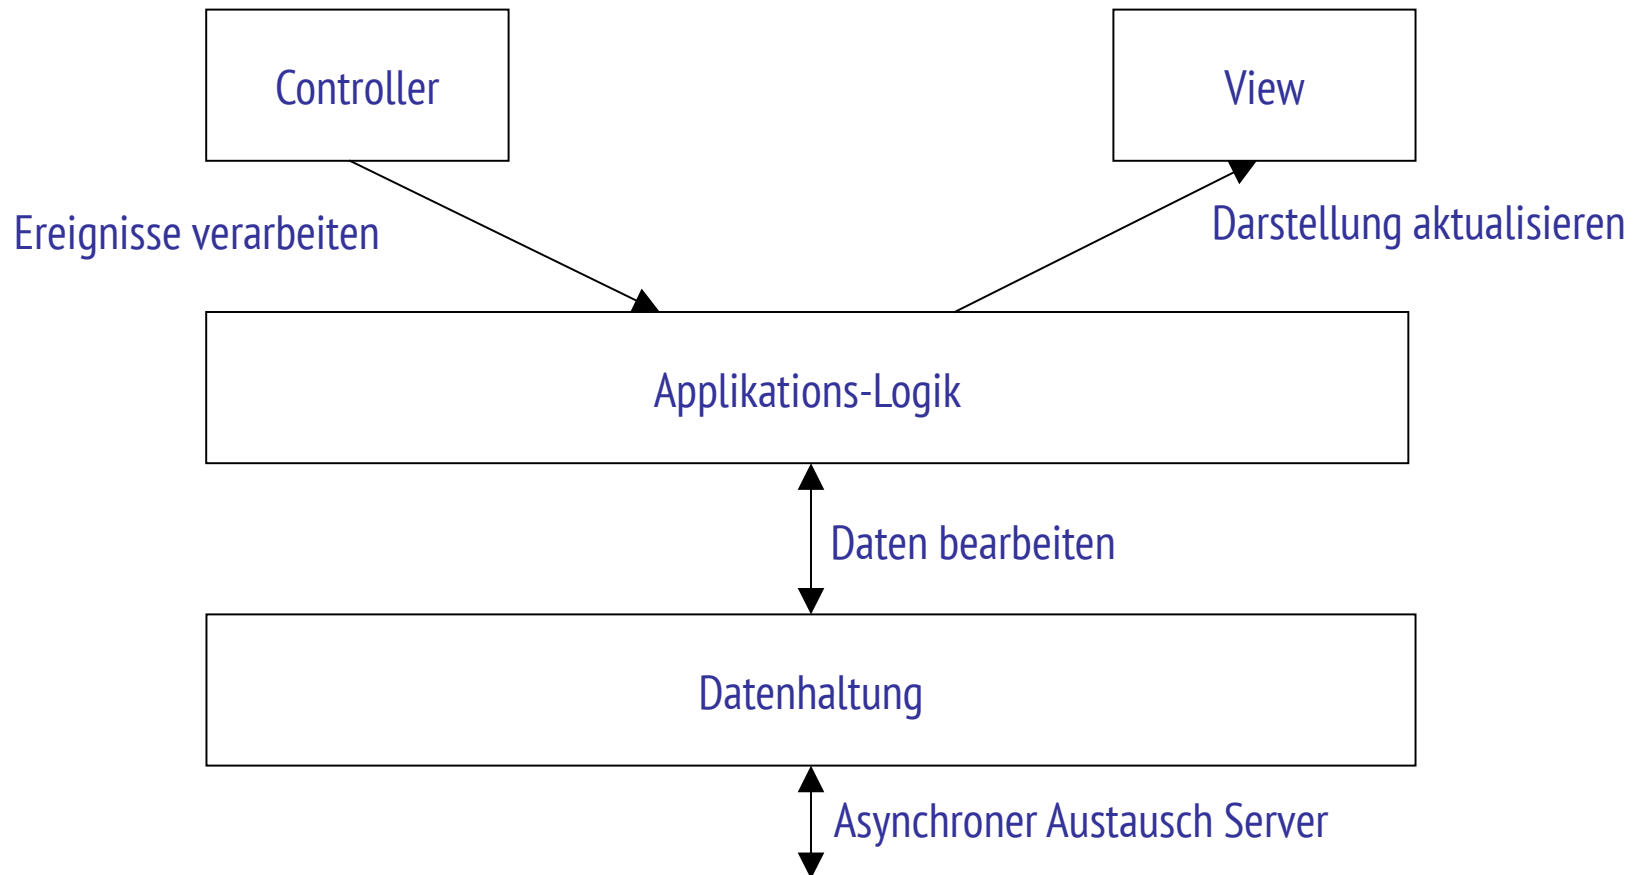 Controller
View
Ereignisse verarbeiten
Darstellung aktualisieren
Applikations-Logik
Daten bearbeiten
Datenhaltung
Asynchroner Austausch Server